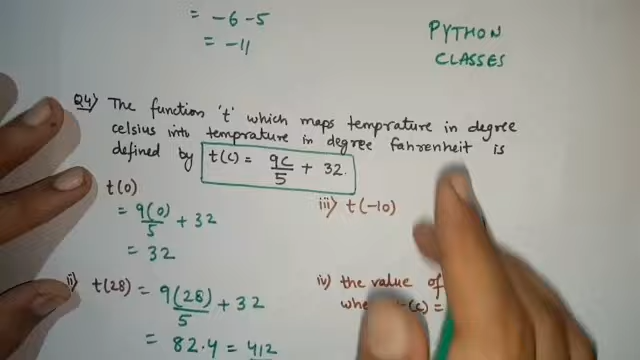 = -6 -5
= -11
PYTHON
CLASSES
Q4) The function 't' which maps temprature in degree
celsius into temprature in degree fahrenheit is
defined by t(c) = 9c/5 + 32.
t(0)
= 9(0)/5 + 32
= 32
ii) t(28) = 9(28)/5 + 32
= 82.4 = 412
iii) t(-10)
iv) the value of
(c) =